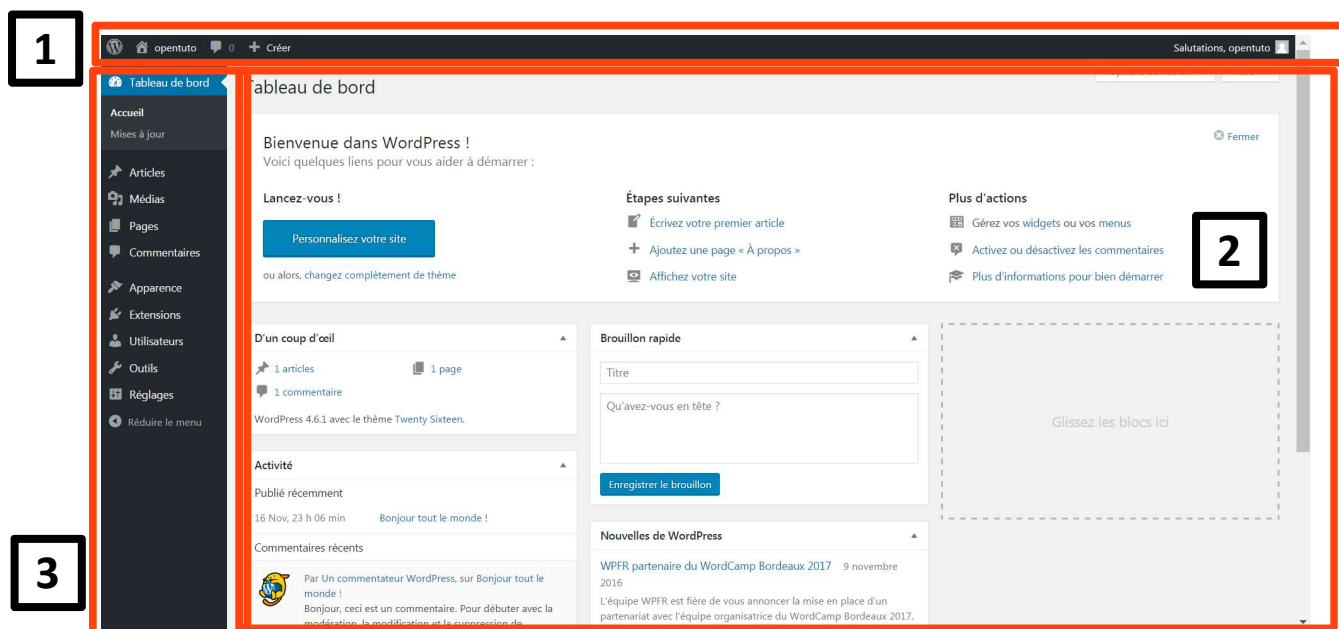 1
opentuto 0 + Créer
Salutations, opentuto
Tableau de bord
Accueil
Mises à jour
Articles
Médias
Pages
Commentaires
Apparence
Extensions
Utilisateurs
Outils
Réglages
Réduire le menu
3
ableau de bord
Bienvenue dans WordPress !
Voici quelques liens pour vous aider à démarrer :
Fermer
Lancez-vous !
Personnalisez votre site
ou alors, changez complètement de thème
Étapes suivantes
Écrivez votre premier article
Ajoutez une page « À propos »
Affichez votre site
Plus d'actions
Gérez vos widgets ou vos menus
Activez ou désactivez les commentaires
Plus d'informations pour bien démarrer
2
D'un coup d'œil
1 articles
1 page
1 commentaire
WordPress 4.6.1 avec le thème Twenty Sixteen.
Activité
Publié récemment
16 Nov, 23 h 06 min Bonjour tout le monde !
Commentaires récents
Par Un commentateur WordPress, sur Bonjour tout le
monde !
Bonjour, ceci est un commentaire. Pour débuter avec la
modération, la modification et la suppression de
Brouillon rapide
Titre
Qu'avez-vous en tête ?
Enregistrer le brouillon
Nouvelles de WordPress
WPFR partenaire du WordCamp Bordeaux 2017 9 novembre
2016
L'équipe WPFR est fière de vous annoncer la mise en place d'un
partenariat avec l'équipe organisatrice du WordCamp Bordeaux 2017.
Glissez les blocs ici